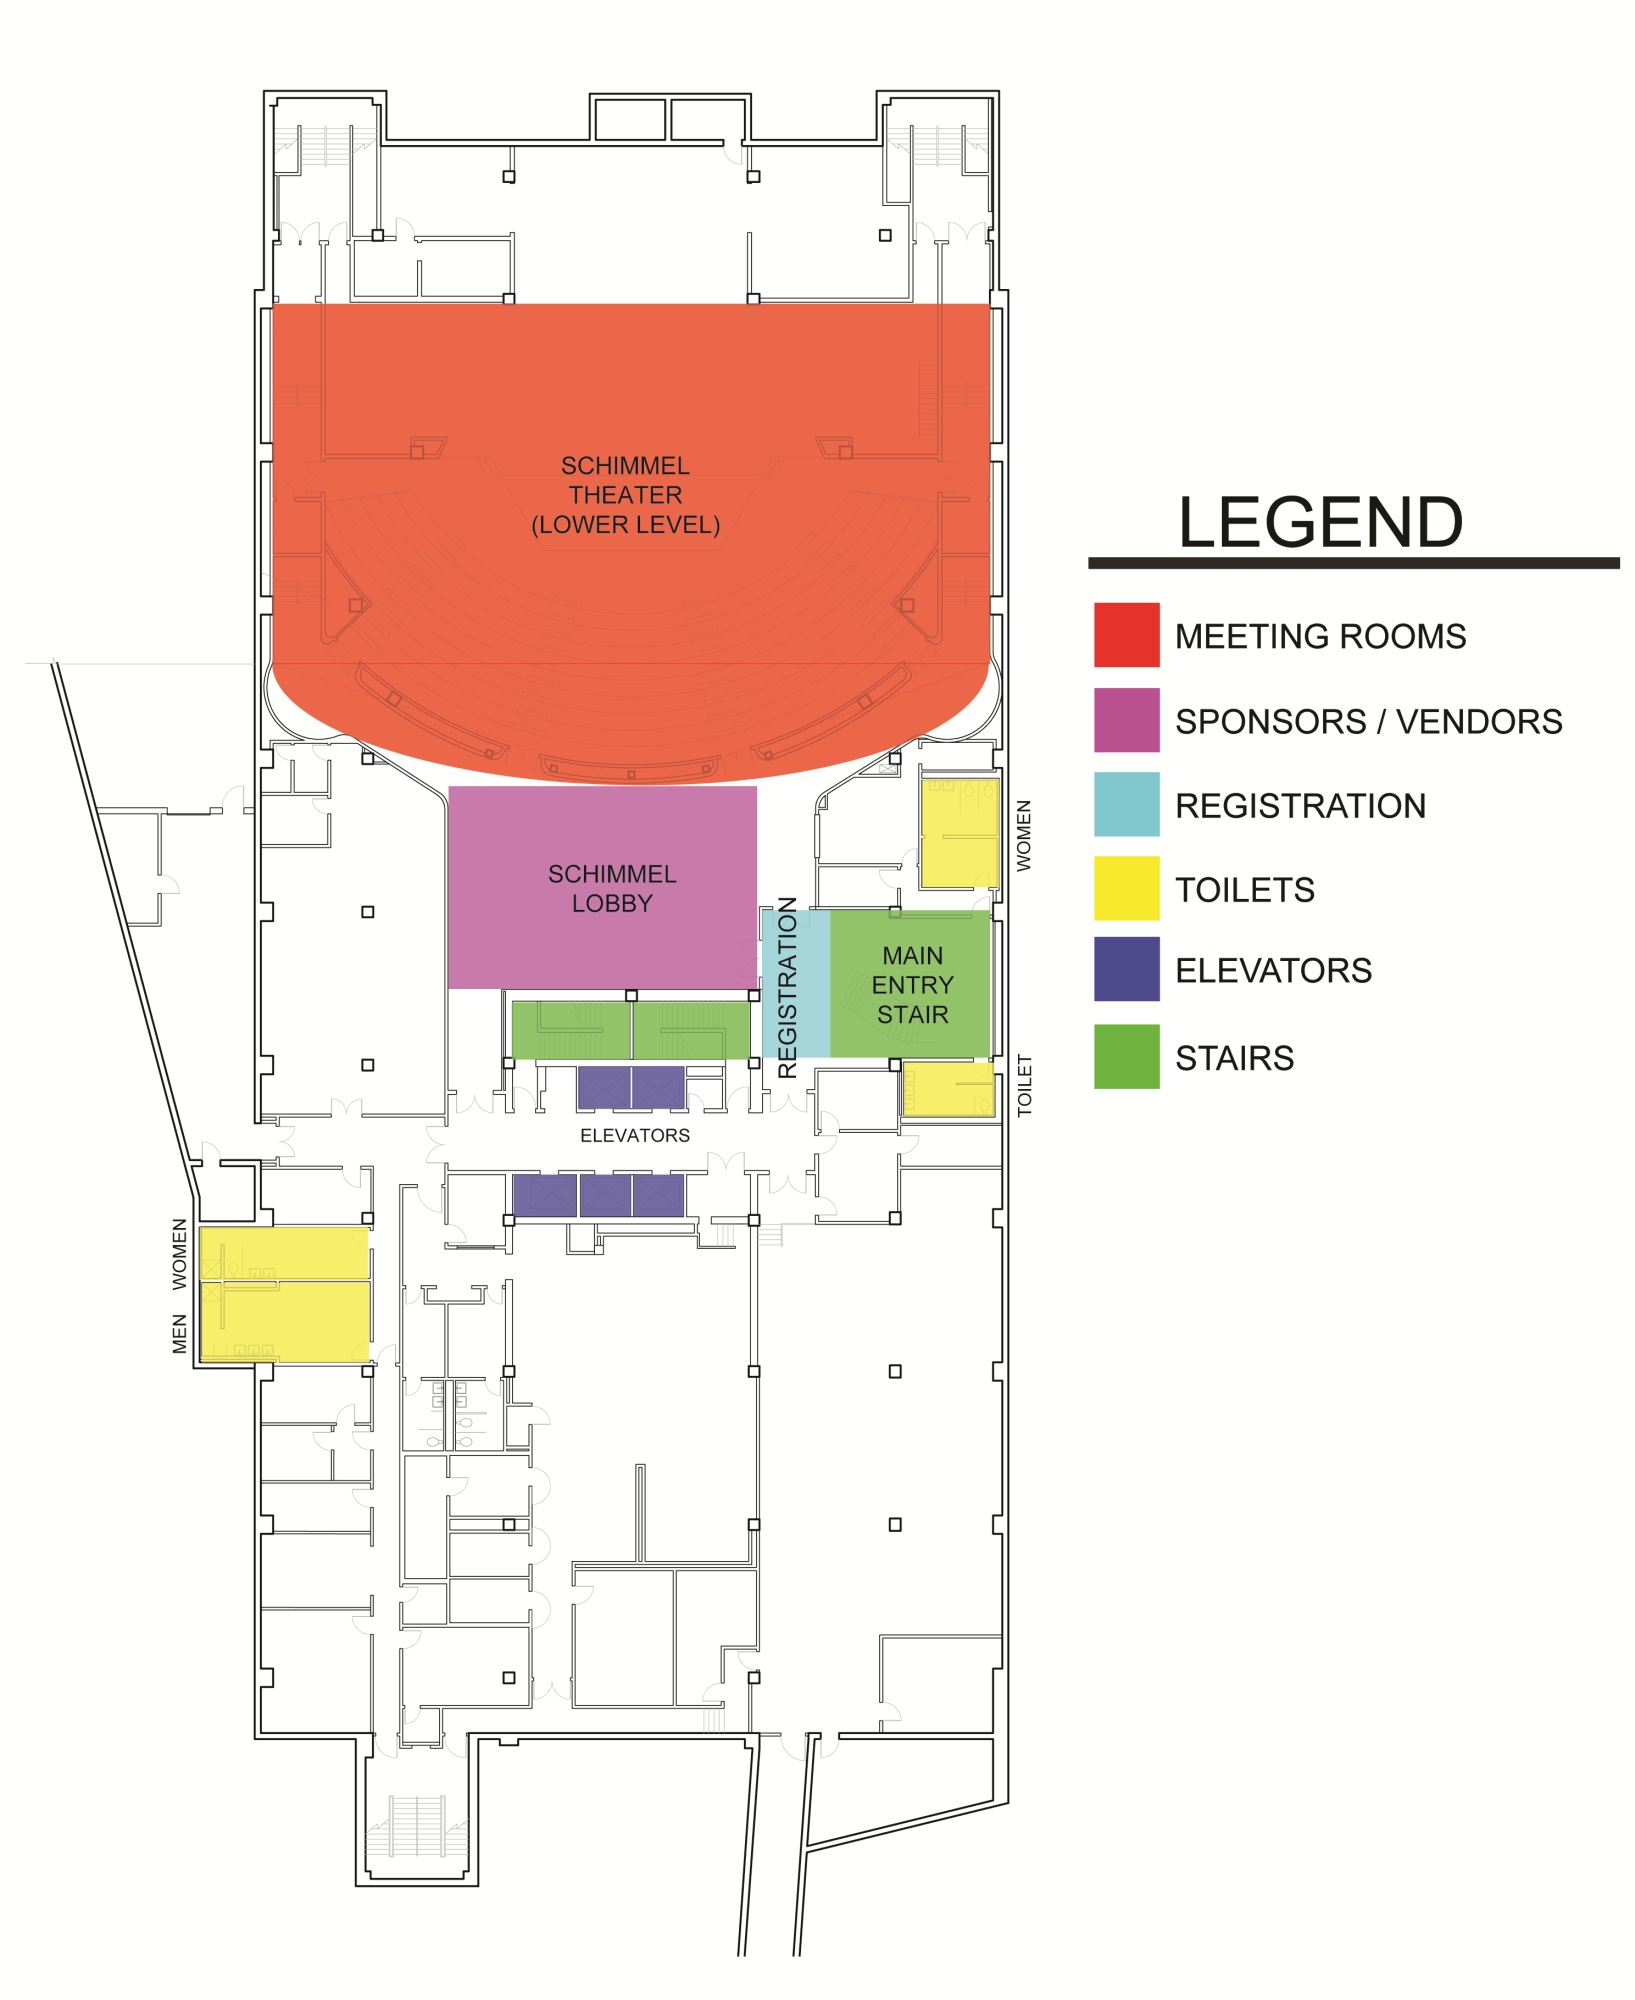 SCHIMMEL
THEATER
(LOWER LEVEL)
LEGEND
MEETING ROOMS
SPONSORS / VENDORS
REGISTRATION
TOILETS
ELEVATORS
STAIRS
WOMEN
SCHIMMEL
LOBBY
REGISTRATION
MAIN
ENTRY
STAIR
TOILET
ELEVATORS
WOMEN
MEN